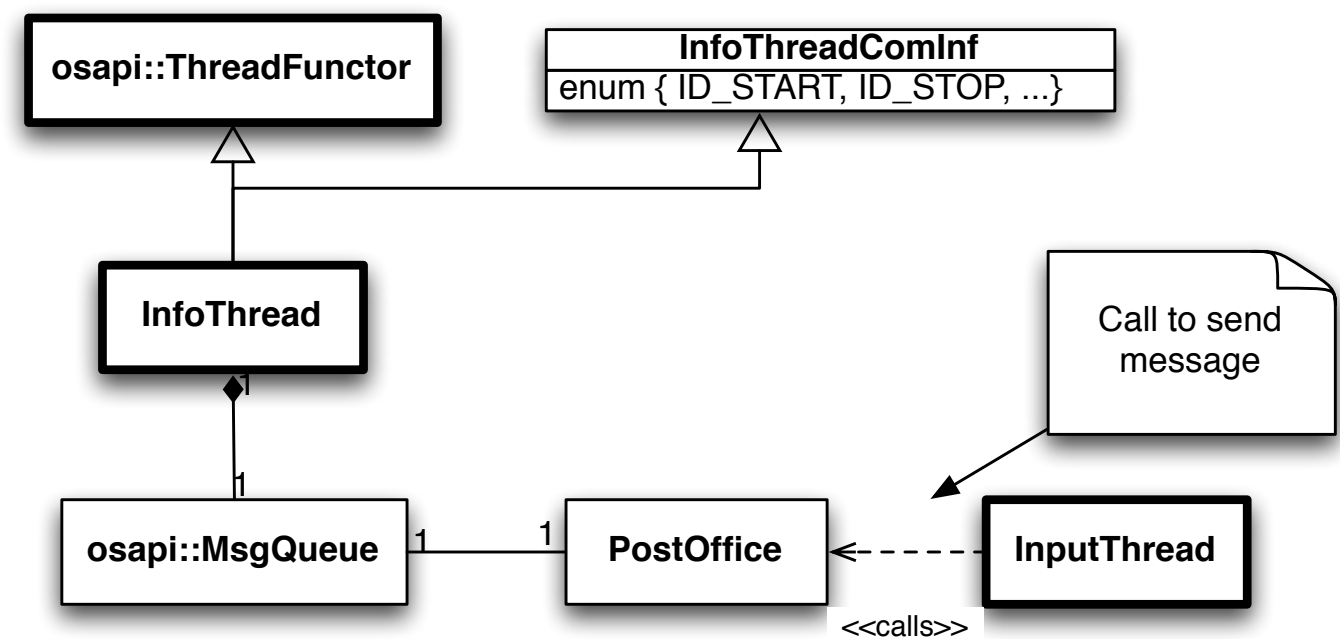 osapi::ThreadFunctor
InfoThreadComInf
enum { ID_START, ID_STOP, ...}
InfoThread
Call to send
message
1
1
osapi::MsgQueue
1
1
PostOffice
InputThread
<<calls>>